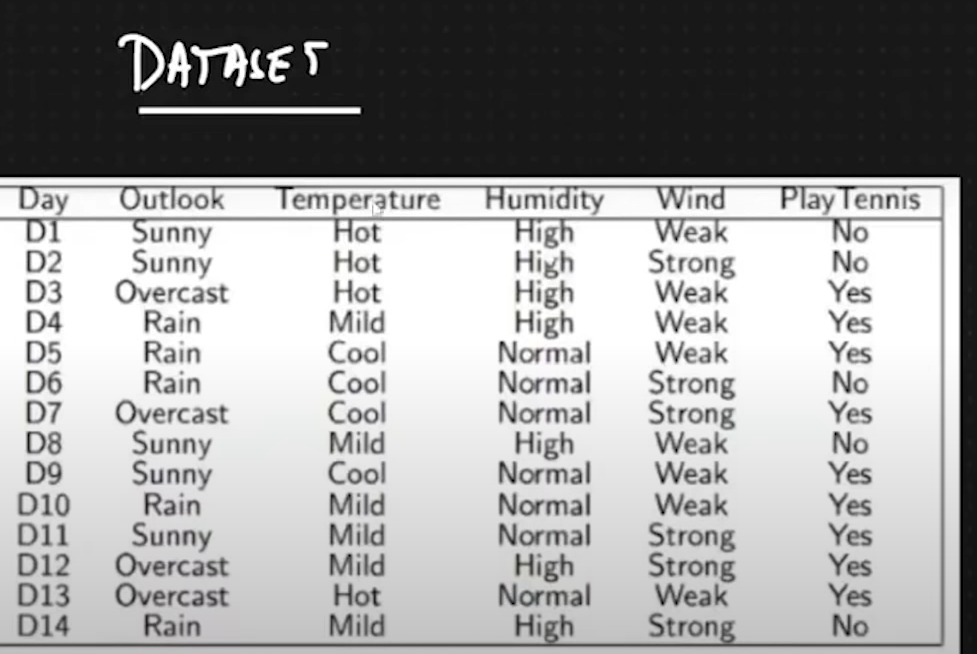 DATASET
Day Outlook Temperature Humidity Wind PlayTennis
D1 Sunny Hot High Weak No
D2 Sunny Hot High Strong No
D3 Overcast Hot High Weak Yes
D4 Rain Mild High Weak Yes
D5 Rain Cool Normal Weak Yes
D6 Rain Cool Normal Strong No
D7 Overcast Cool Normal Strong Yes
D8 Sunny Mild High Weak No
D9 Sunny Cool Normal Weak Yes
D10 Rain Mild Normal Weak Yes
D11 Sunny Mild Normal Strong Yes
D12 Overcast Mild High Strong Yes
D13 Overcast Hot Normal Weak Yes
D14 Rain Mild High Strong No